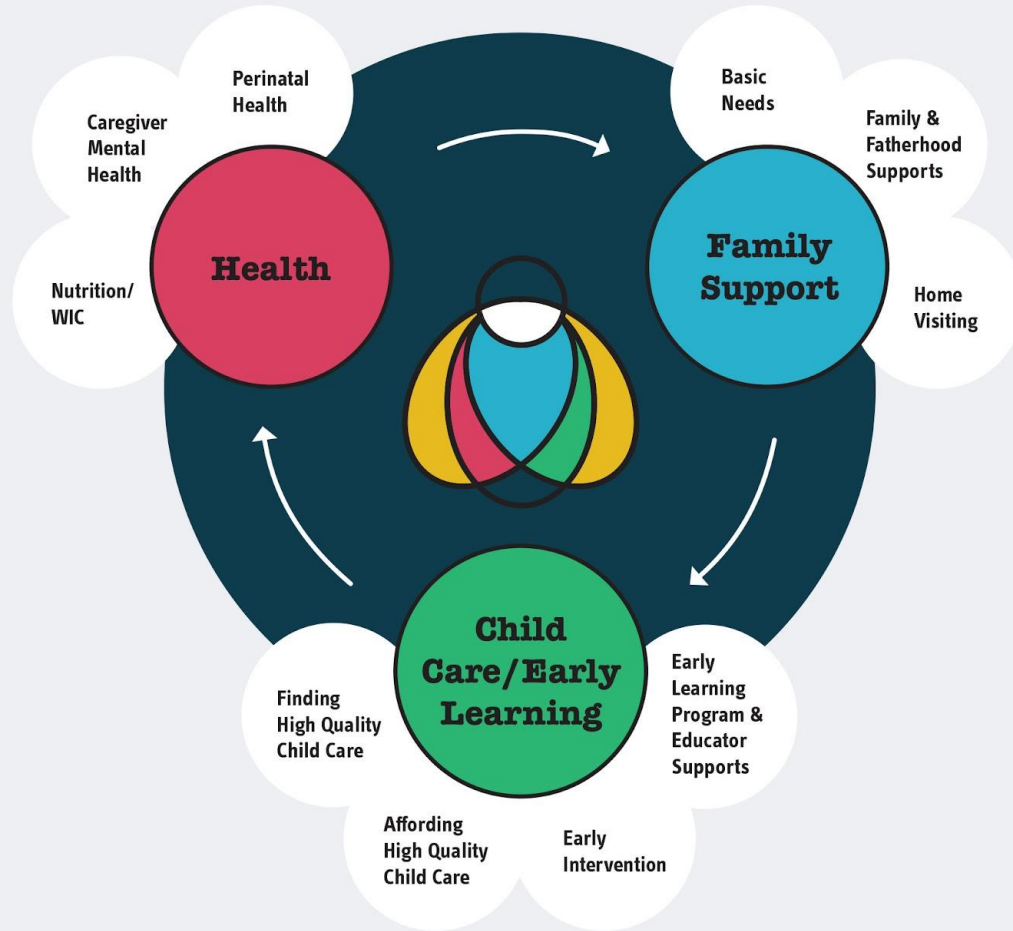 Perinatal
Health
Caregiver
Mental
Health
Nutrition/
WIC
Health
Basic
Needs
Family &
Fatherhood
Supports
Home
Visiting
Family
Support
Child
Care/Early
Learning
Finding
High Quality
Child Care
Affording
High Quality
Child Care
Early
Intervention
Early
Learning
Program &
Educator
Supports